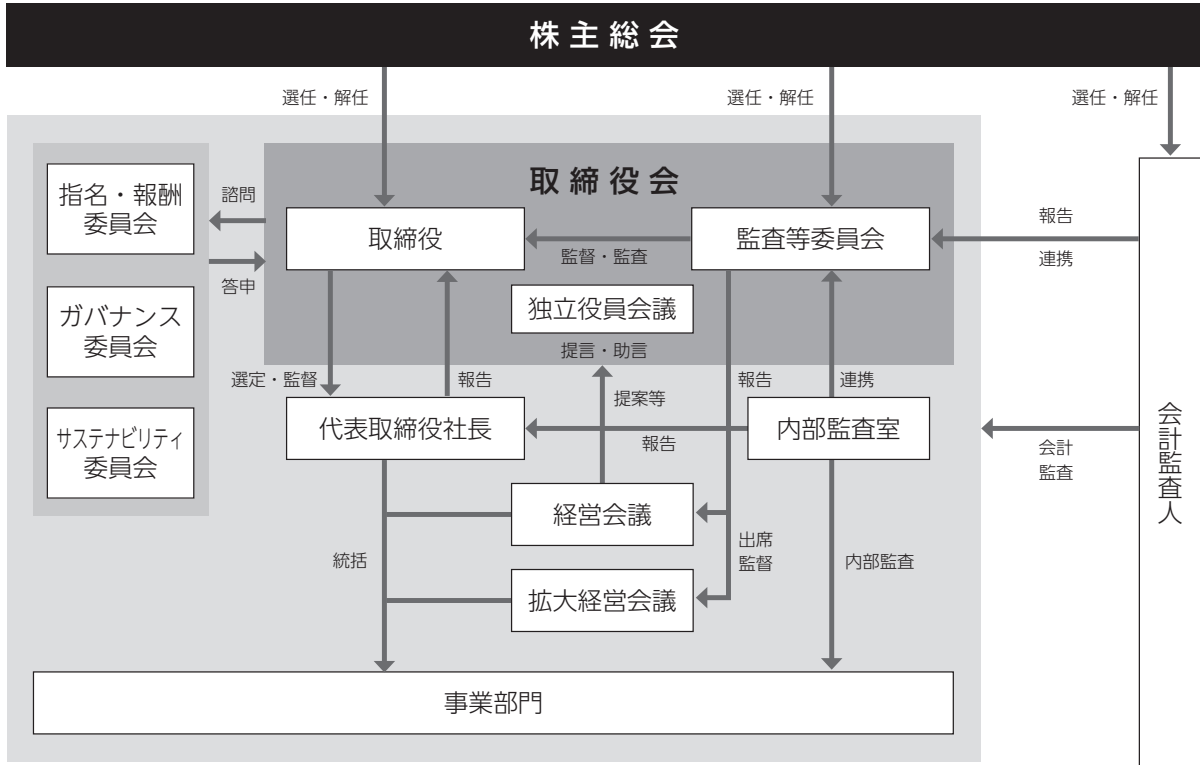 株主総会
選任・解任
選任・解任
選任・解任
取締役会
指名・報酬
委員会
諮問
答申
取締役
監査等委員会
監督・監査
報告
連携
独立役員会議
提言・助言
ガバナンス
委員会
選定・監督
報告
提案等
報告
連携
サステナビリティ
委員会
代表取締役社長
報告
内部監査室
会計
監査
会計監査人
経営会議
統括
出席
監督
内部監査
拡大経営会議
事業部門